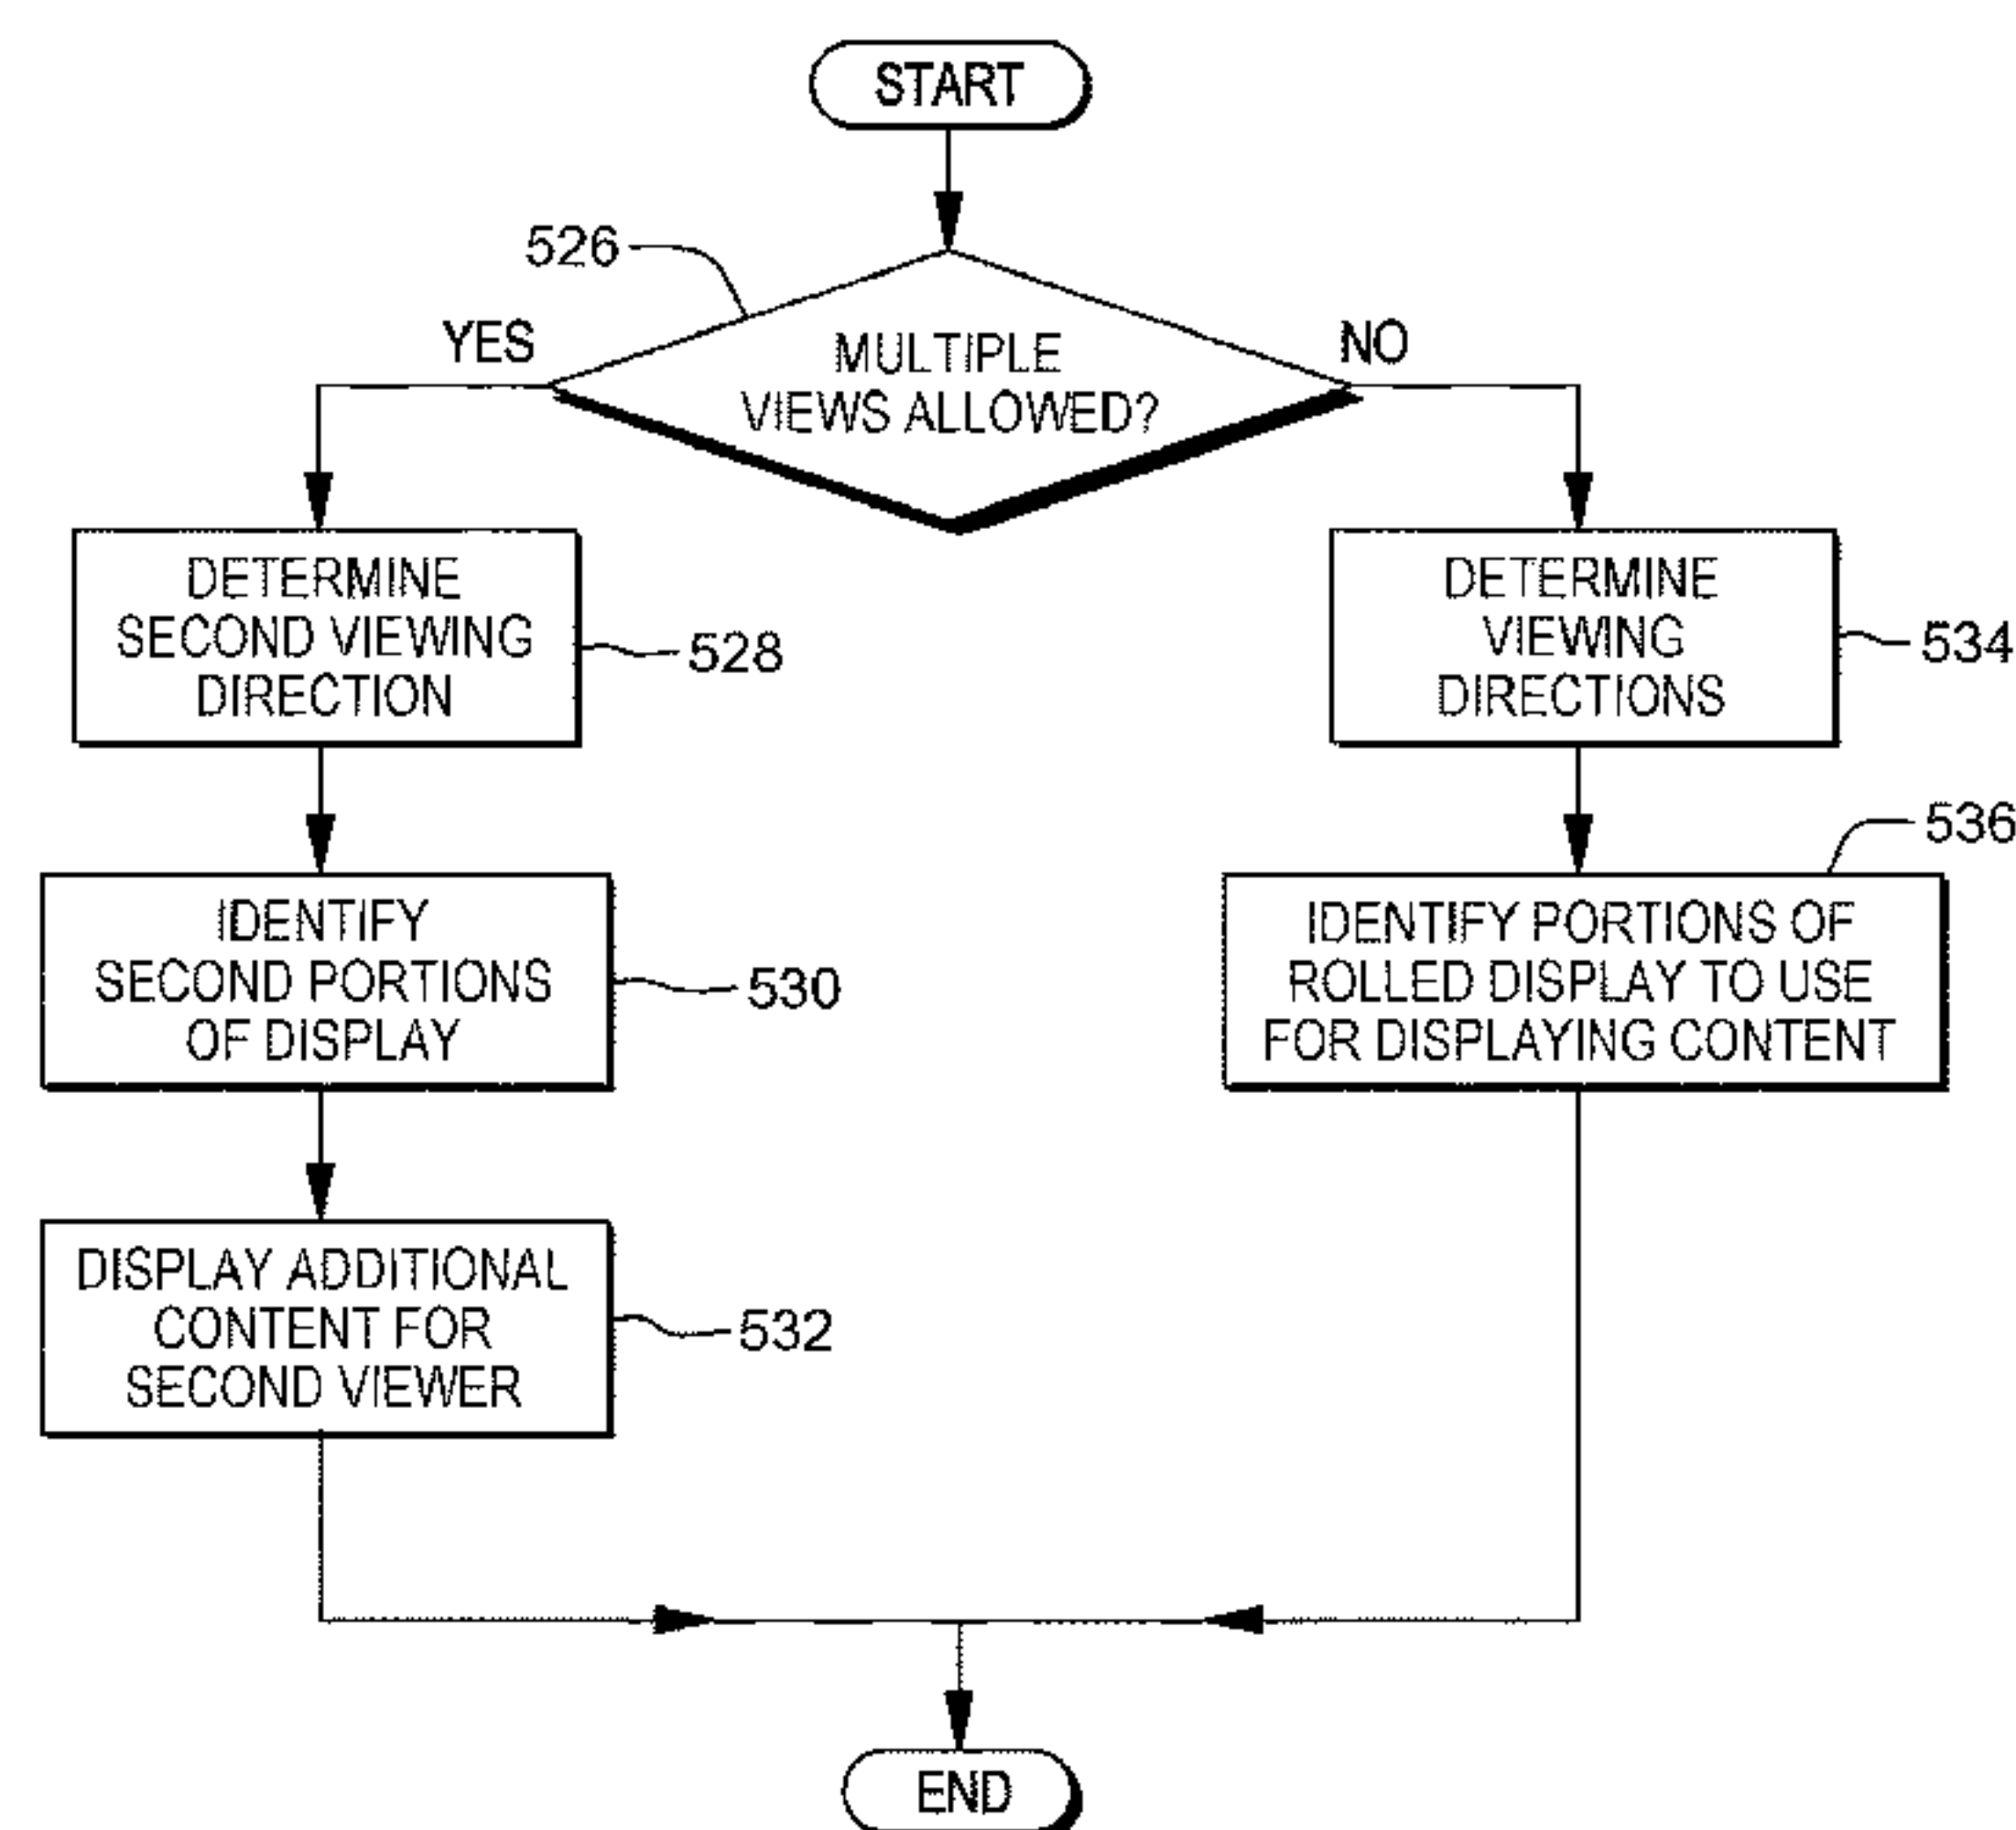 START
526
YES
NO
MULTIPLE
VIEWS ALLOWED?
DETERMINE
SECOND VIEWING
DIRECTION
528
DETERMINE
VIEWING
DIRECTIONS
534
536
IDENTIFY
SECOND PORTIONS
OF DISPLAY
530
IDENTIFY PORTIONS OF
ROLLED DISPLAY TO USE
FOR DISPLAYING CONTENT
DISPLAY ADDITIONAL
CONTENT FOR
SECOND VIEWER
532
END